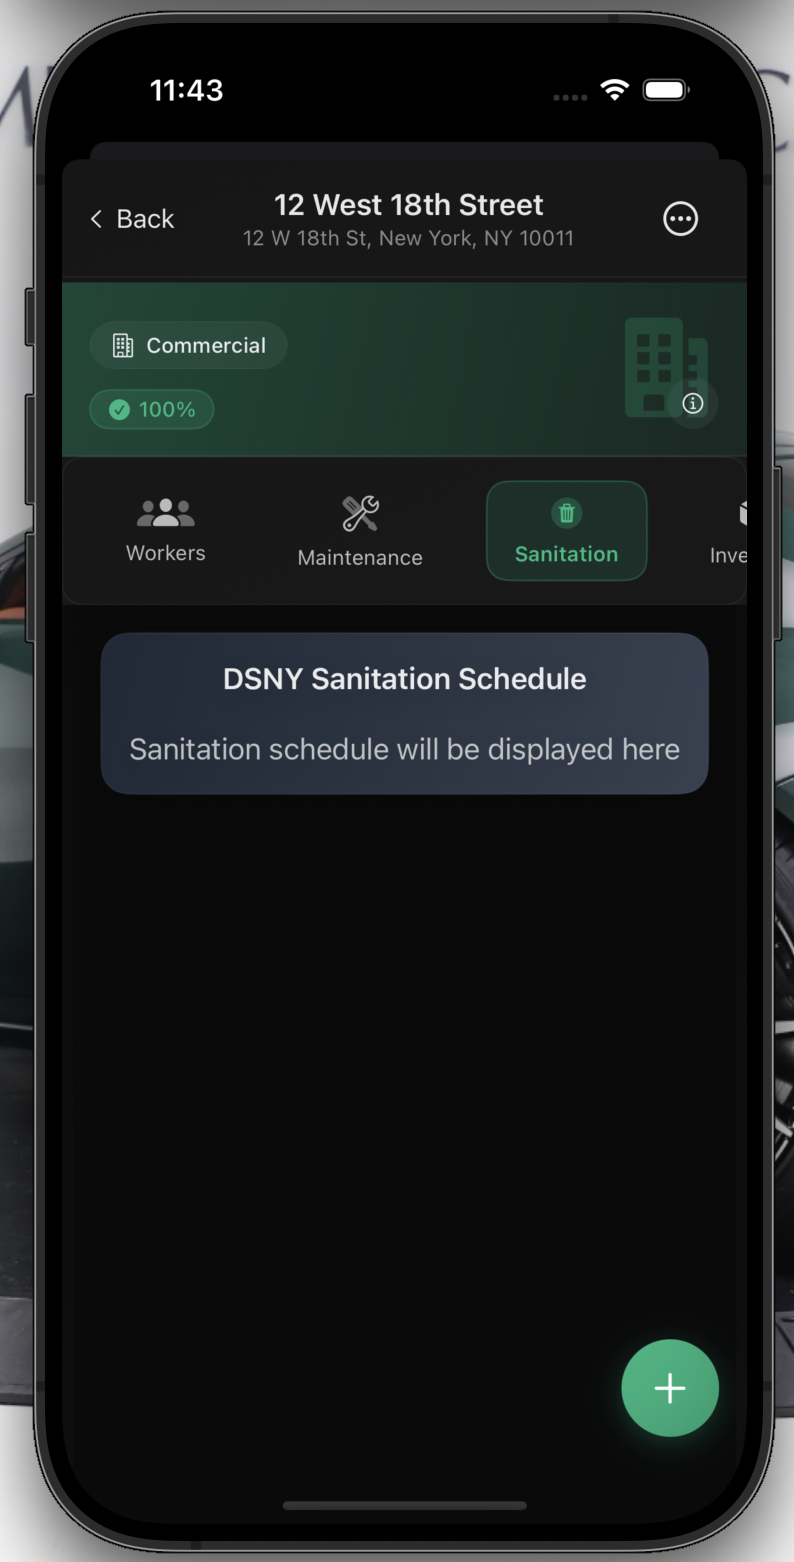 11:43
Back
12 West 18th Street
12 W 18th St, New York, NY 10011
Commercial
100%
Workers
Maintenance
Sanitation
Inve
DSNY Sanitation Schedule
Sanitation schedule will be displayed here